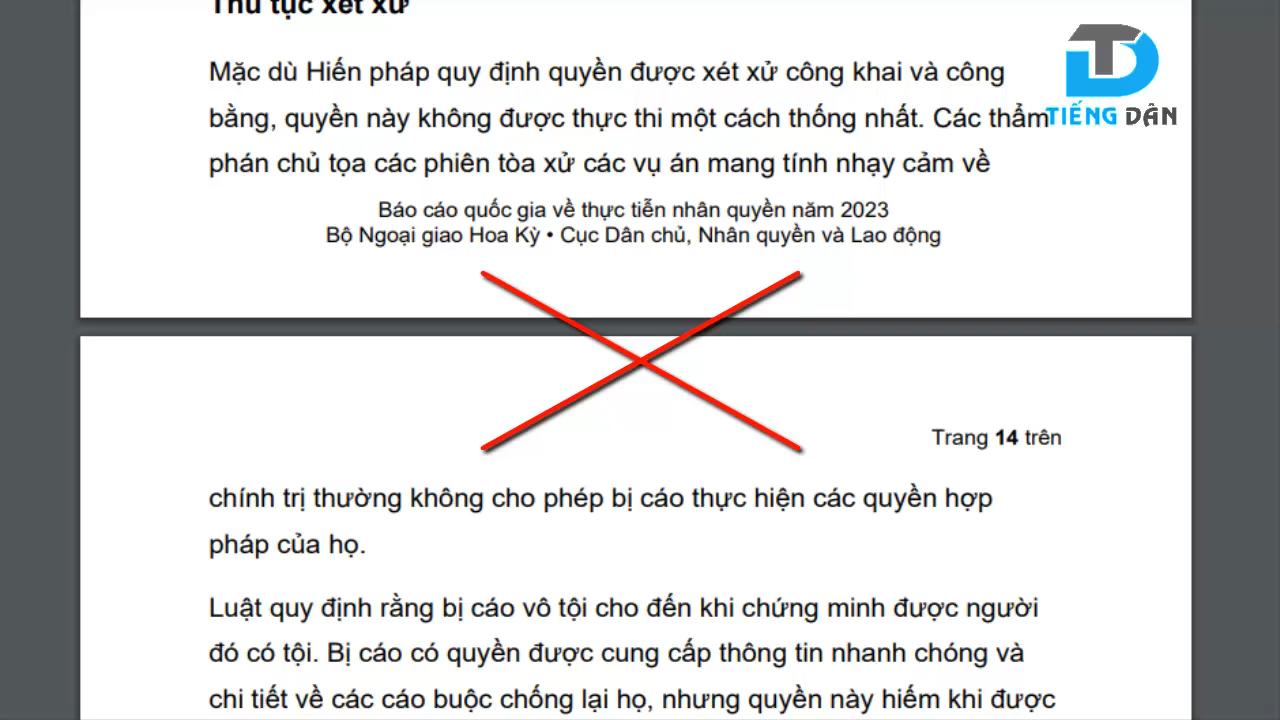 Thủ tục xét xử
Mặc dù Hiến pháp quy định quyền được xét xử công khai và công
bằng, quyền này không được thực thi một cách thống nhất. Các thẩm
phán chủ tọa các phiên tòa xử các vụ án mang tính nhạy cảm về
TIẾNG DÂN
Báo cáo quốc gia về thực tiễn nhân quyền năm 2023
Bộ Ngoại giao Hoa Kỳ • Cục Dân chủ, Nhân quyền và Lao động
Trang 14 trên
chính trị thường không cho phép bị cáo thực hiện các quyền hợp
pháp của họ.
Luật quy định rằng bị cáo vô tội cho đến khi chứng minh được người
đó có tội. Bị cáo có quyền được cung cấp thông tin nhanh chóng và
chi tiết về các cáo buộc chống lại họ, nhưng quyền này hiếm khi được